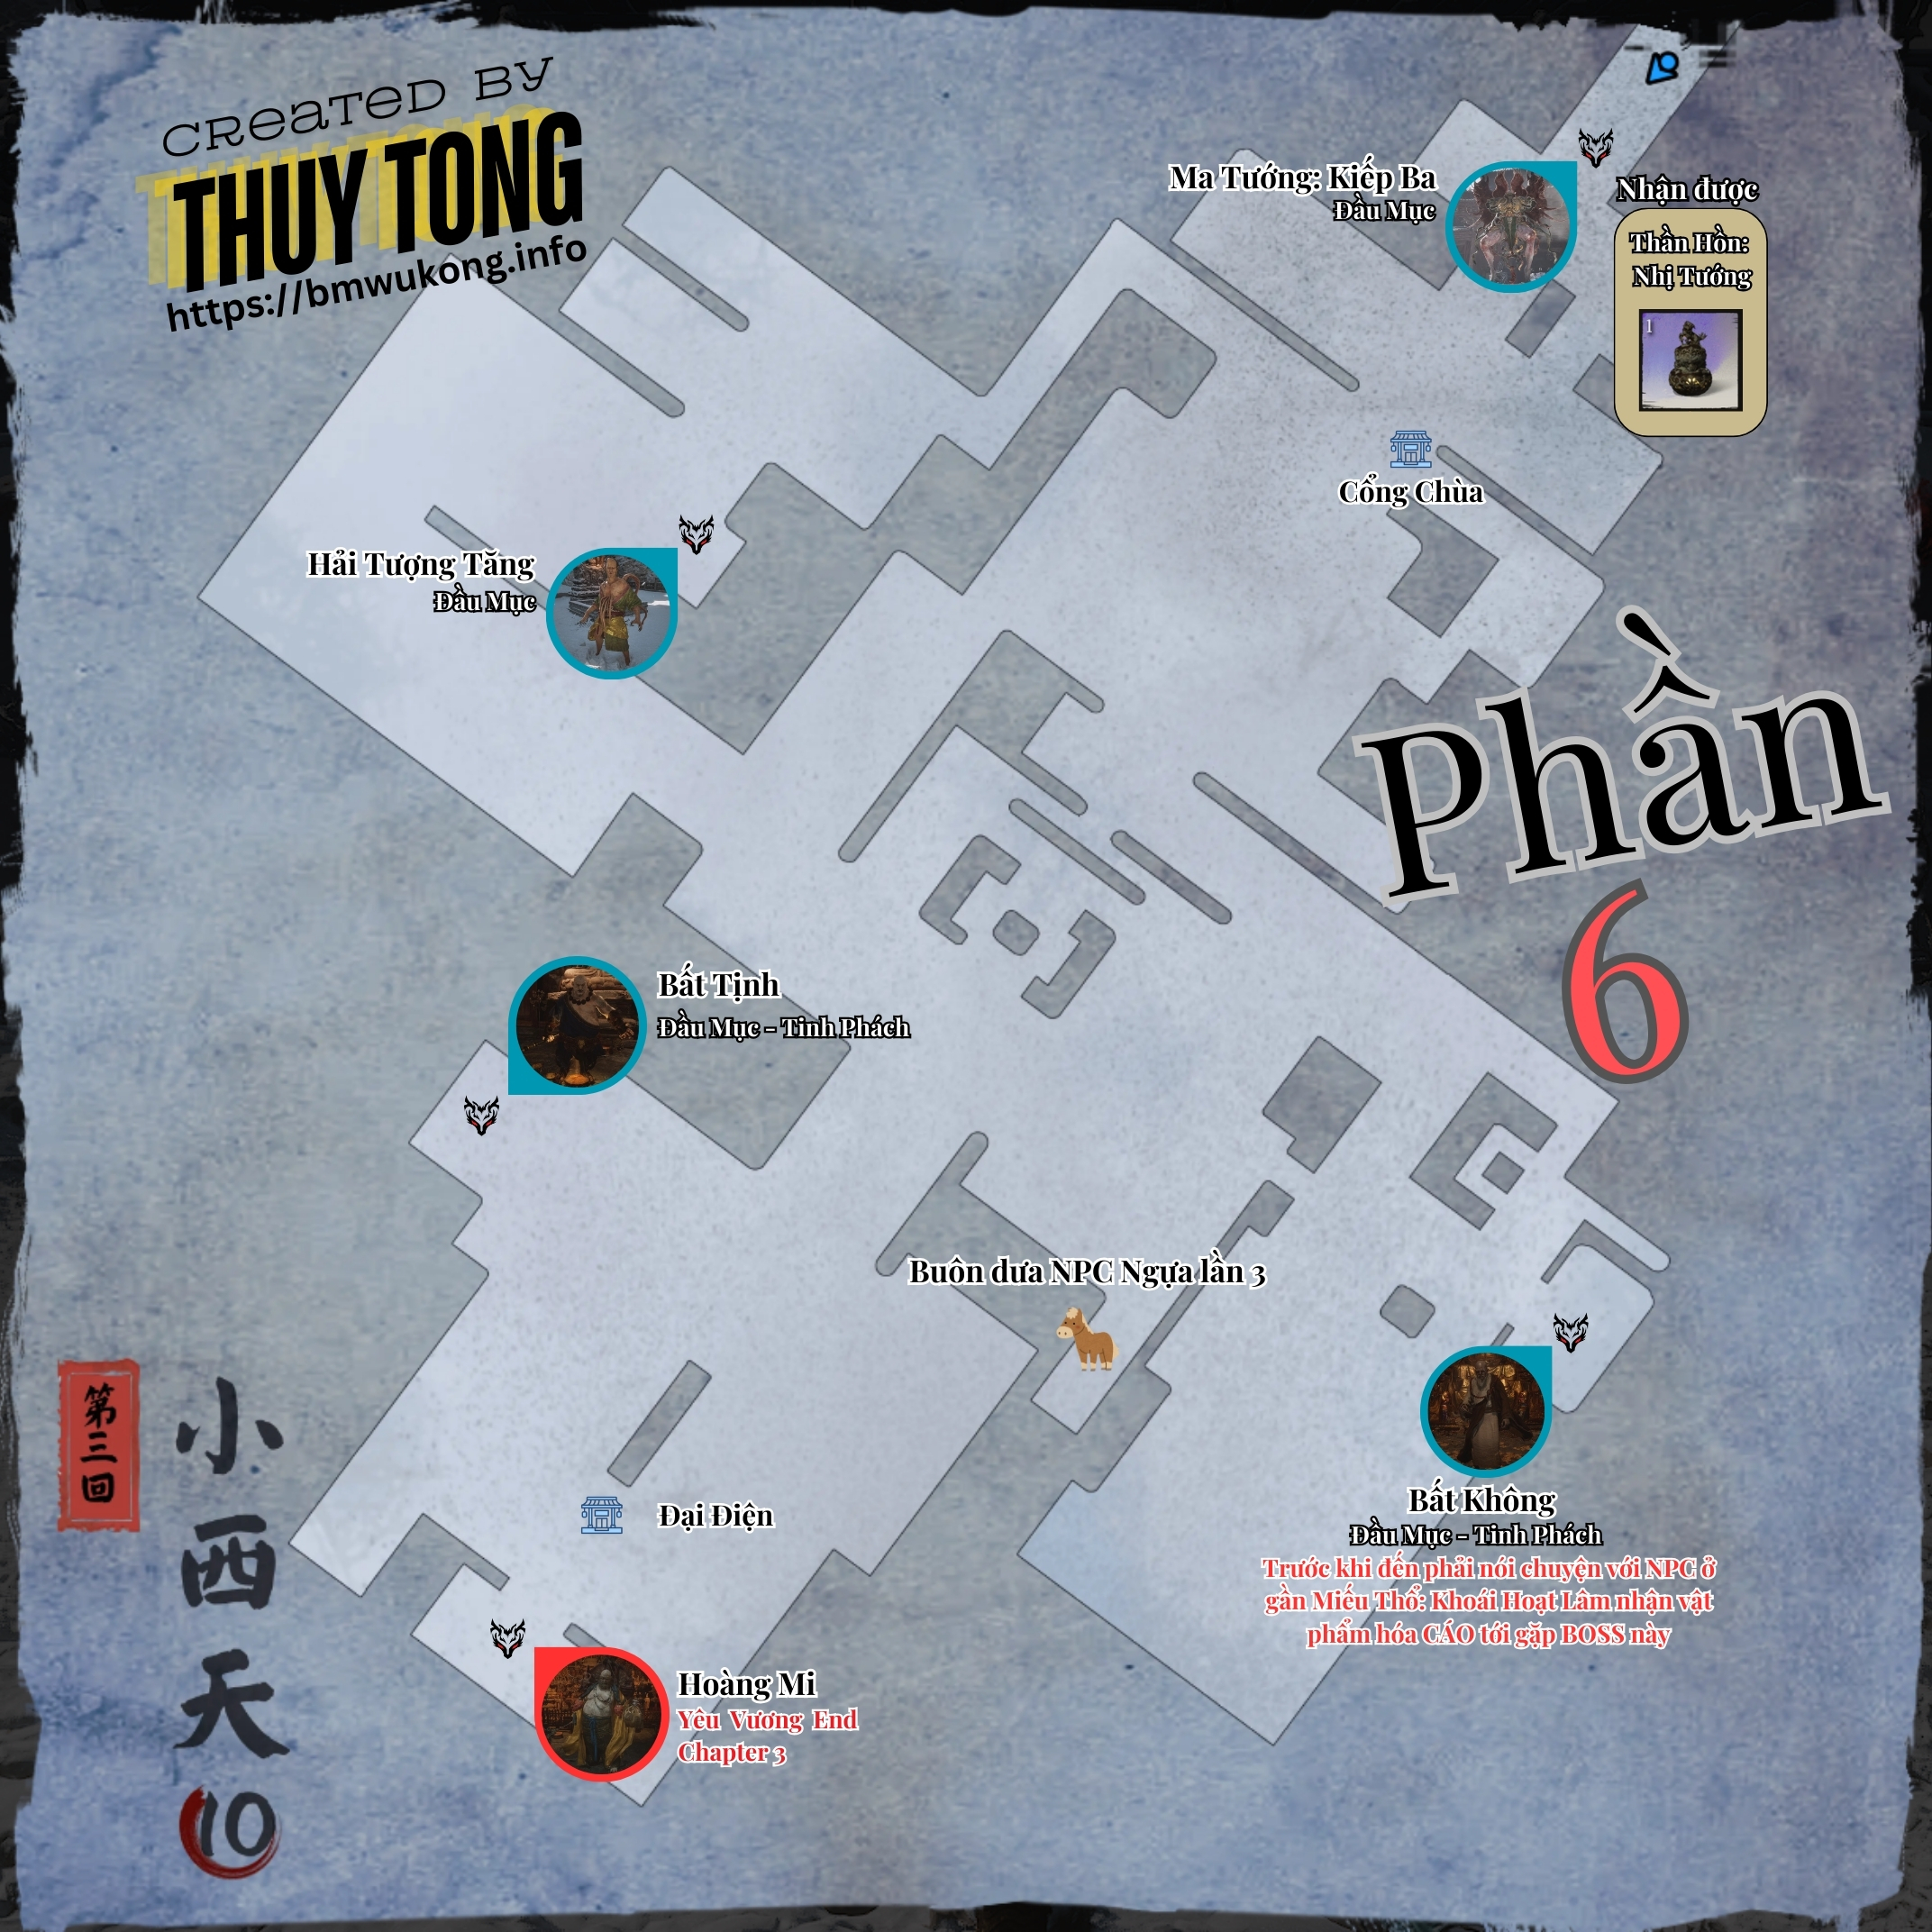 CREATED BY
THUY TONG
https://bmwukong.info
Ma Tướng: Kiếp Ba
Đầu Mục
Nhận được
Thần Hồn:
Nhị Tướng
1
Cổng Chùa
Hải Tượng Tăng
Đầu Mục
Phần
6
Bất Tịnh
Đầu Mục - Tinh Phách
Buôn dưa NPC Ngựa lần 3
Bất Không
Đầu Mục - Tinh Phách
Trước khi đến phải nói chuyện với NPC ở
gần Miếu Thổ: Khoái Hoạt Lâm nhận vật
phẩm hóa CÁO tới gặp BOSS này
Đại Điện
Hoàng Mi
Yêu Vương End
Chapter 3
第三回
小西天
10